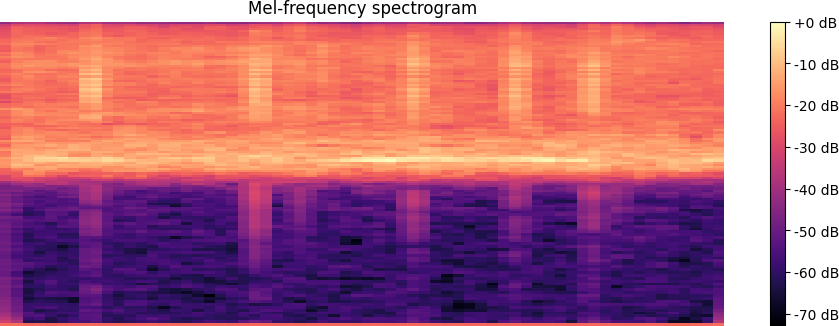 Mel-frequency spectrogram
+0 dB
-10 dB
-20 dB
-30 dB
-40 dB
-50 dB
-60 dB
-70 dB